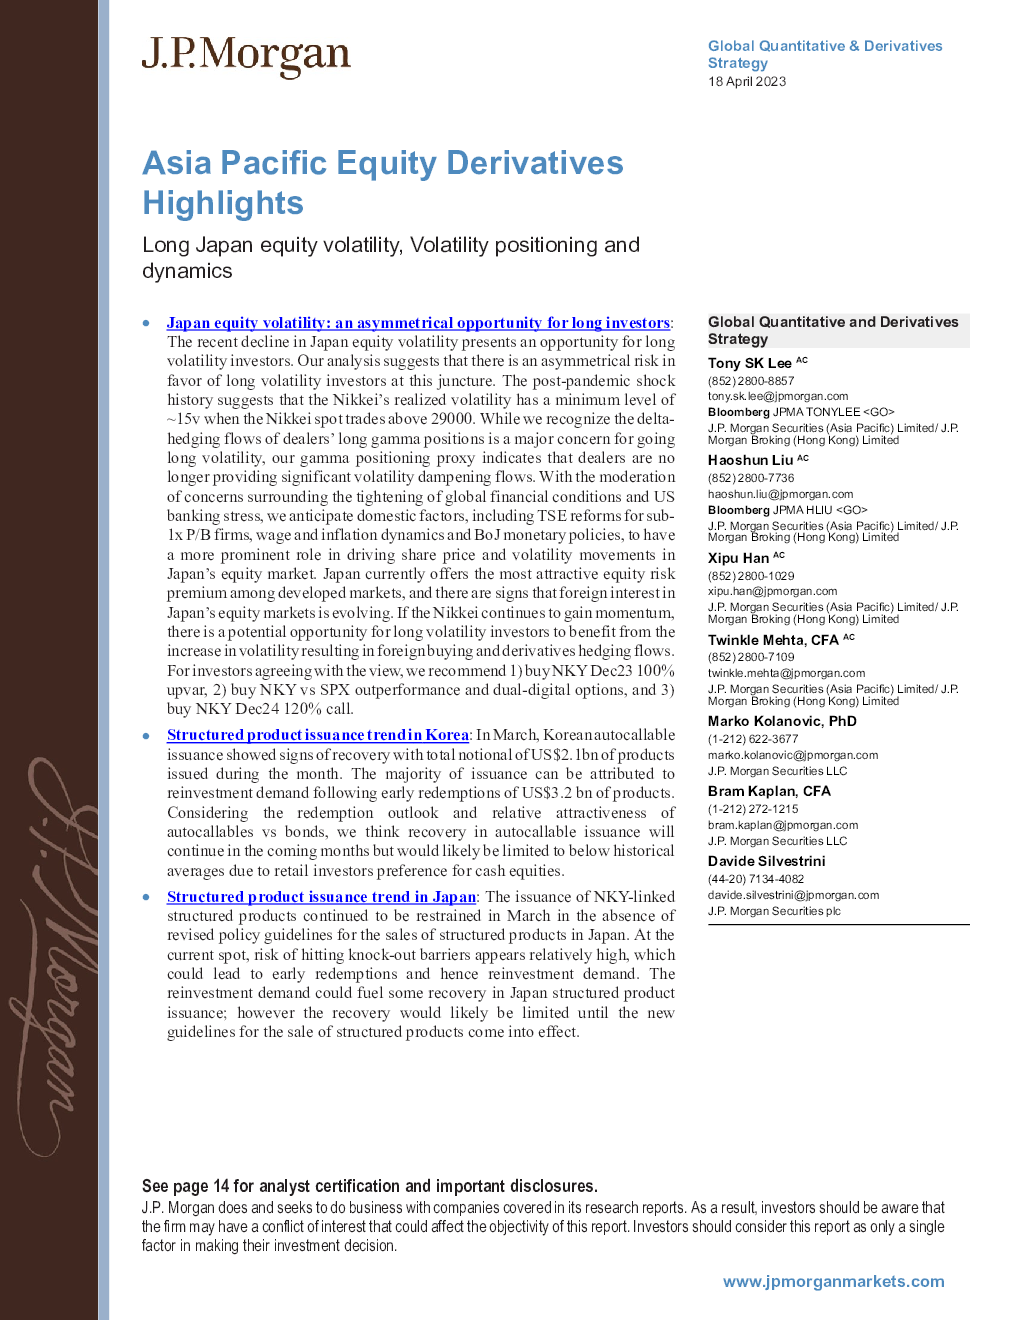 J.P.Morgan
Global Quantitative & Derivatives
Strategy
18 April 2023
Asia Pacific Equity Derivatives
Highlights
Long Japan equity volatility, Volatility positioning and
dynamics
• Japan equity volatility: an asymmetrical opportunity for long investors:
The recent decline in Japan equity volatility presents an opportunity for long
volatility investors. Our analysis suggests that there is an asymmetrical risk in
favor of long volatility investors at this juncture. The post-pandemic shock
history suggests that the Nikkei's realized volatility has a minimum level of
~15v when the Nikkei spot trades above 29000. While we recognize the delta-
hedging flows of dealers' long gamma positions is a major concern for going
long volatility, our gamma positioning proxy indicates that dealers are no
longer providing significant volatility dampening flows. With the moderation
of concerns surrounding the tightening of global financial conditions and US
banking stress, we anticipate domestic factors, including TSE reforms for sub-
1x P/B firms, wage and inflation dynamics and BoJ monetary policies, to have
a more prominent role in driving share price and volatility movements in
Japan's equity market. Japan currently offers the most attractive equity risk
premium among developed markets, and there are signs that foreign interest in
Japan's equity markets is evolving. If the Nikkei continues to gain momentum,
there is a potential opportunity for long volatility investors to benefit from the
increase in volatility resulting in foreign buying and derivatives hedging flows.
For investors agreeing with the view, we recommend 1) buy NKY Dec23 100%
upvar, 2) buy NKY vs SPX outperformance and dual-digital options, and 3)
buy NKY Dec24 120% call.
• Structured product issuance trend in Korea: In March, Korean autocallable
issuance showed signs of recovery with total notional of US$2.1bn of products
issued during the month. The majority of issuance can be attributed to
reinvestment demand following early redemptions of US$3.2 bn of products.
Considering the redemption outlook and relative attractiveness of
autocallables vs bonds, we think recovery in autocallable issuance will
continue in the coming months but would likely be limited to below historical
averages due to retail investors preference for cash equities.
• Structured product issuance trend in Japan: The issuance of NKY-linked
structured products continued to be restrained in March in the absence of
revised policy guidelines for the sales of structured products in Japan. At the
current spot, risk of hitting knock-out barriers appears relatively high, which
could lead to early redemptions and hence reinvestment demand. The
reinvestment demand could fuel some recovery in Japan structured product
issuance; however the recovery would likely be limited until the new
guidelines for the sale of structured products come into effect.
Global Quantitative and Derivatives
Strategy
Tony SK Lee AC
(852) 2800-8857
tony.sk.lee@jpmorgan.com
Bloomberg JPMA TONYLEE <GO>
J.P. Morgan Securities (Asia Pacific) Limited/ J.P.
Morgan Broking (Hong Kong) Limited
Haoshun Liu AC
(852) 2800-7736
haoshun.liu@jpmorgan.com
Bloomberg JPMA HLIU <GO>
J.P. Morgan Securities (Asia Pacific) Limited/ J.P.
Morgan Broking (Hong Kong) Limited
Xipu Han AC
(852) 2800-1029
xipu.han@jpmorgan.com
J.P. Morgan Securities (Asia Pacific) Limited/ J.P.
Morgan Broking (Hong Kong) Limited
Twinkle Mehta, CFA AC
(852) 2800-7109
twinkle.mehta@jpmorgan.com
J.P. Morgan Securities (Asia Pacific) Limited/ J.P.
Morgan Broking (Hong Kong) Limited
Marko Kolanovic, PhD
(1-212) 622-3677
marko.kolanovic@jpmorgan.com
J.P. Morgan Securities LLC
Bram Kaplan, CFA
(1-212) 272-1215
bram.kaplan@jpmorgan.com
J.P. Morgan Securities LLC
Davide Silvestrini
(44-20) 7134-4082
davide.silvestrini@jpmorgan.com
J.P. Morgan Securities plc
J.P. Morgan
See page 14 for analyst certification and important disclosures.
J.P. Morgan does and seeks to do business with companies covered in its research reports. As a result, investors should be aware that
the firm may have a conflict of interest that could affect the objectivity of this report. Investors should consider this report as only a single
factor in making their investment decision.
www.jpmorganmarkets.com